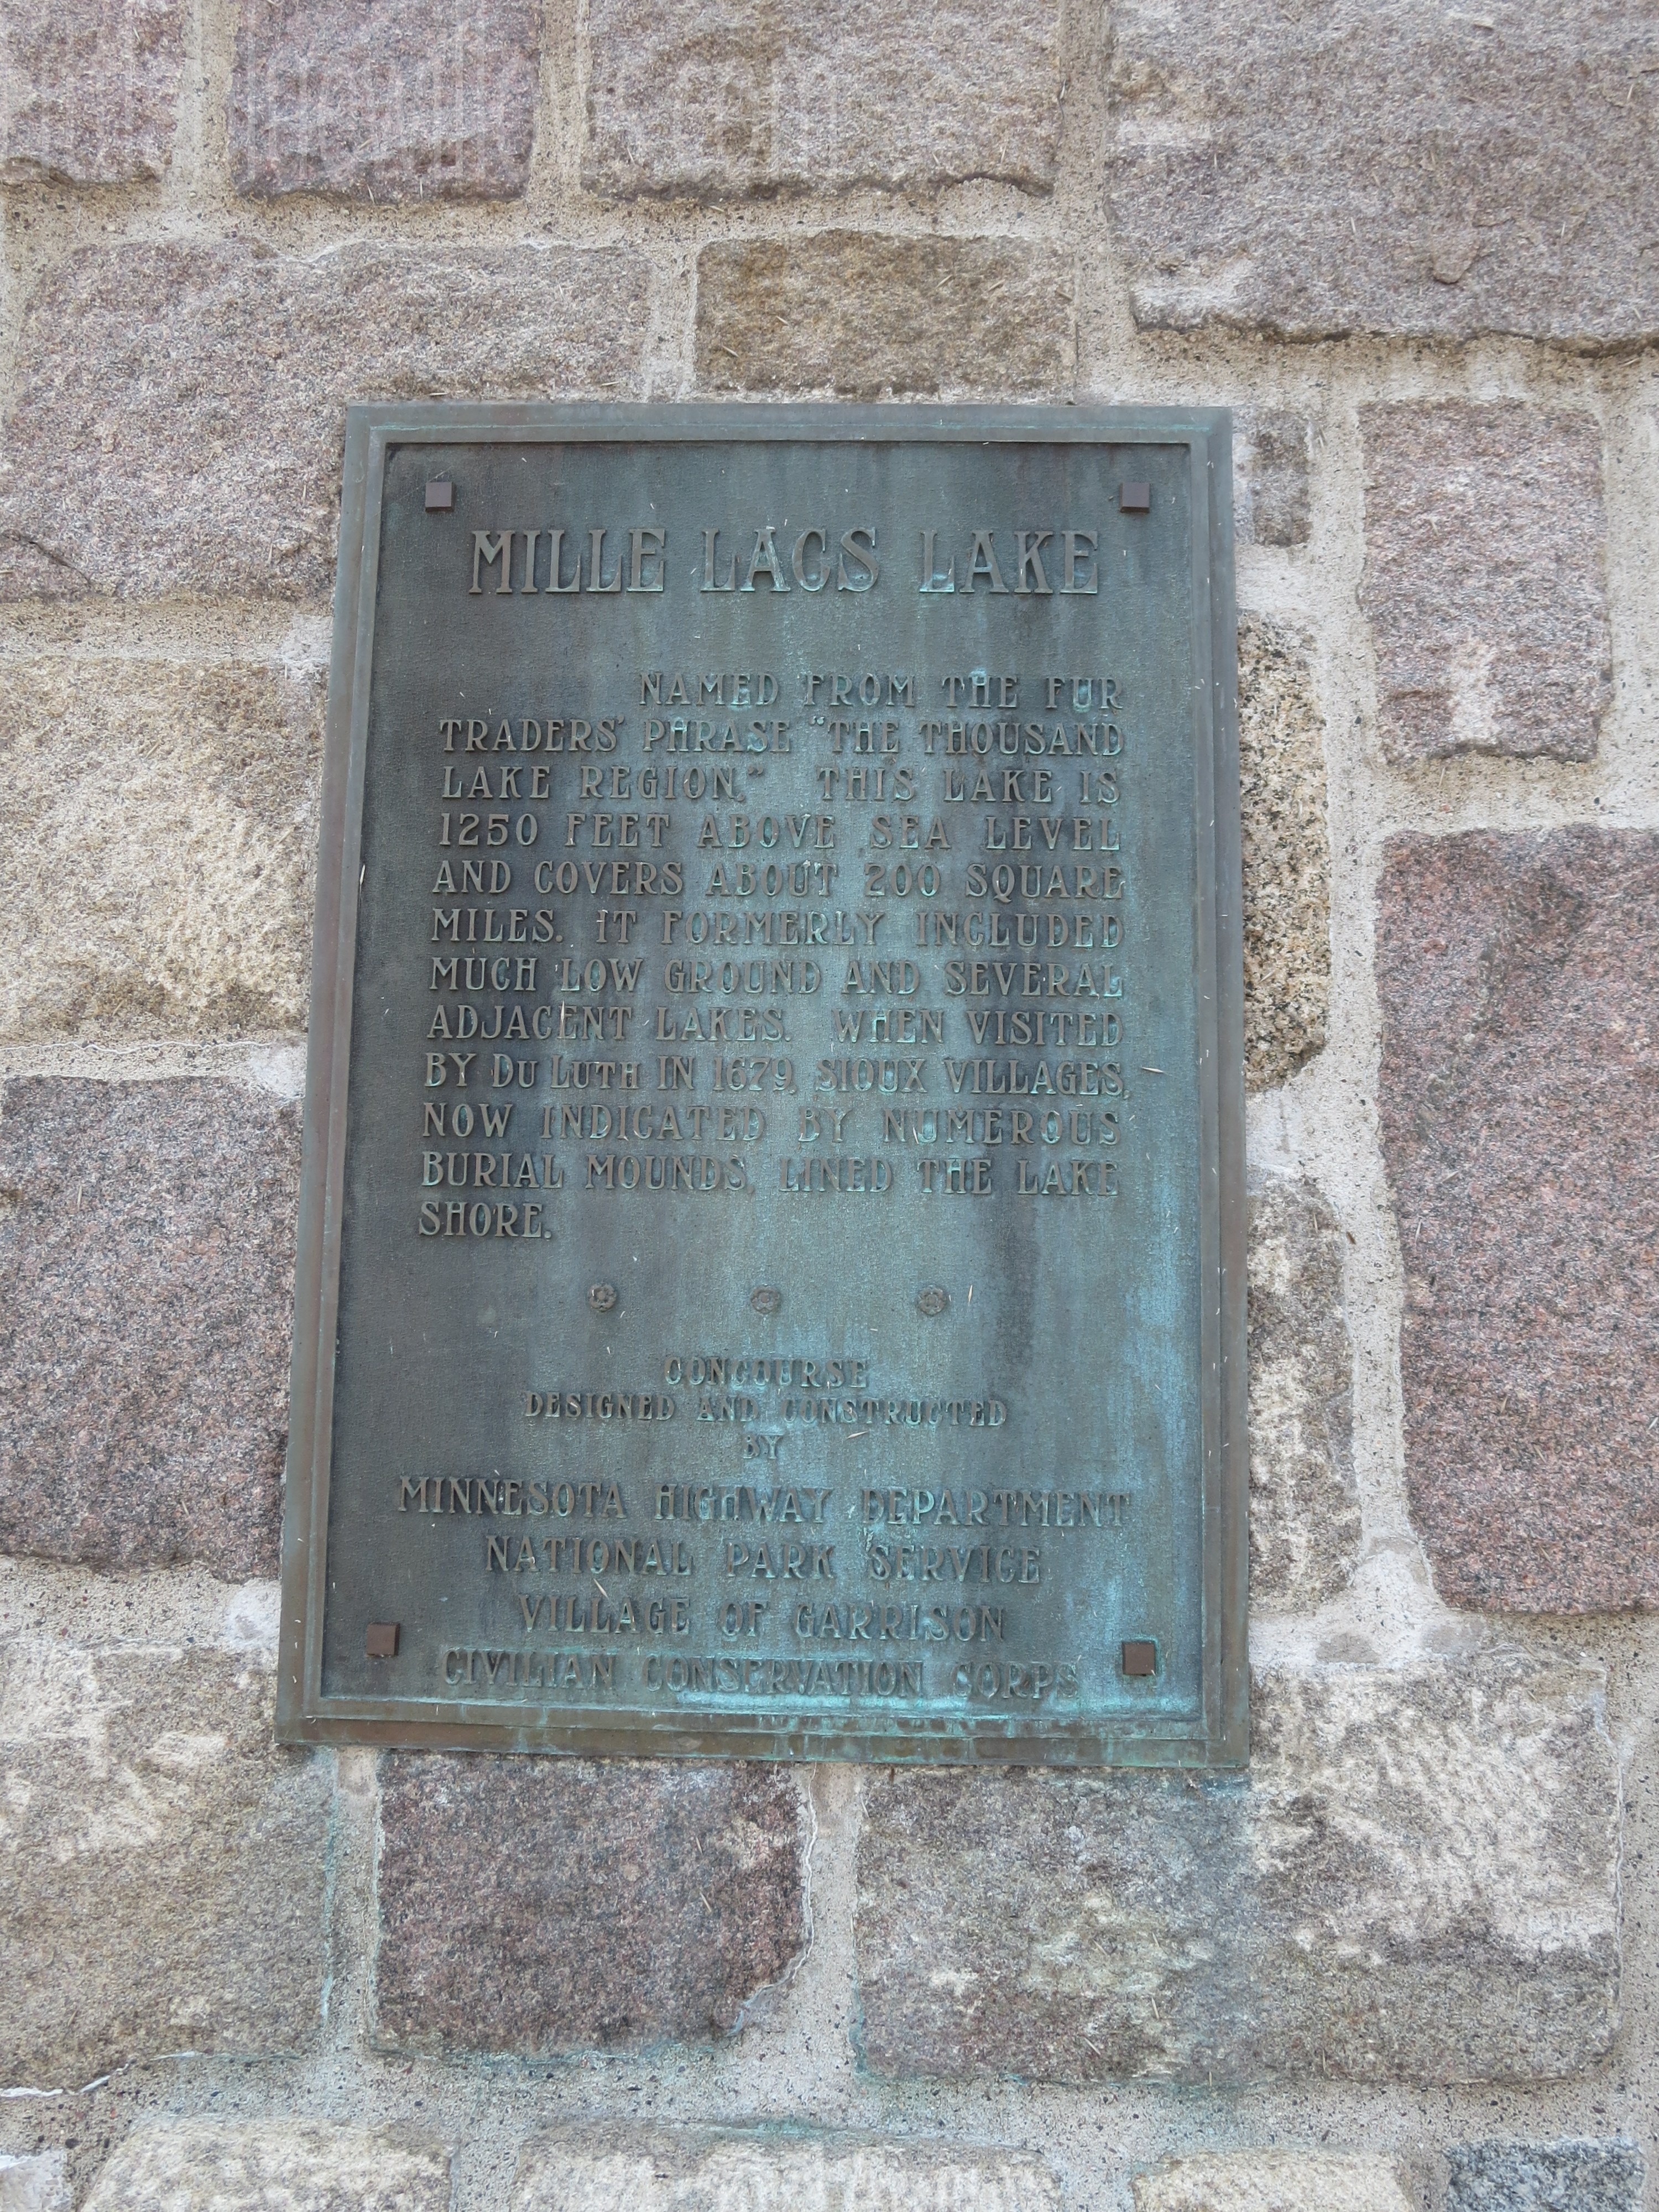 MILLE LACS LAKE
NAMED FROM THE FUR
TRADERS' PHRASE "THE THOUSAND
LAKE REGION." THIS LAKE IS
1250 FEET ABOVE SEA LEVEL
AND COVERS ABOUT 200 SQUARE
MILES. IT FORMERLY INCLUDED
MUCH LOW GROUND AND SEVERAL
ADJACENT LAKES. WHEN VISITED
BY DU LUTH IN 1679, SIOUX VILLAGES,
NOW INDICATED BY NUMEROUS
BURIAL MOUNDS, LINED THE LAKE
SHORE.
CONCOURSE
DESIGNED AND CONSTRUCTED
BY
MINNESOTA HIGHWAY DEPARTMENT
NATIONAL PARK SERVICE
VILLAGE OF GARRISON
CIVILIAN CONSERVATION CORPS